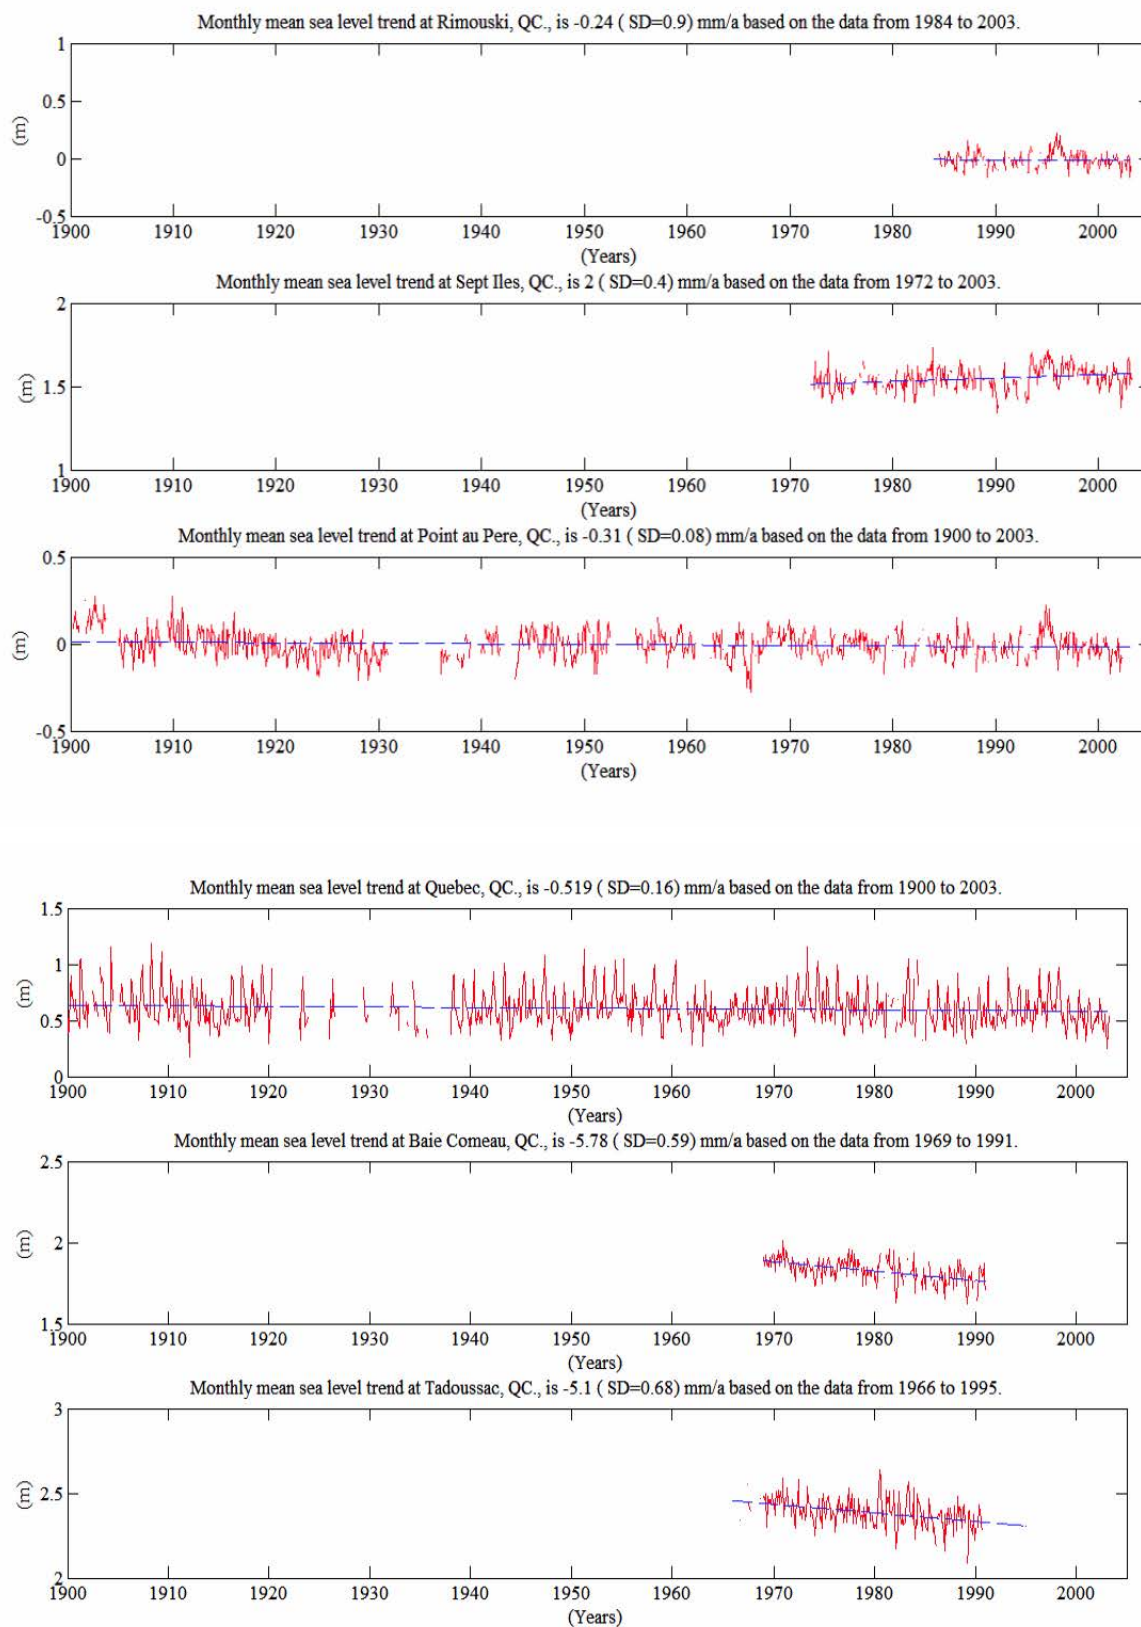 Monthly mean sea level trend at Rimouski, QC., is -0.24 ( SD=0.9) mm/a based on the data from 1984 to 2003.
1
0.5
0
-0.5
(m)
1900 1910 1920 1930 1940 1950 1960 1970 1980 1990 2000
(Years)
Monthly mean sea level trend at Sept Iles, QC., is 2 ( SD=0.4) mm/a based on the data from 1972 to 2003.
2
1.5
1
(m)
1900 1910 1920 1930 1940 1950 1960 1970 1980 1990 2000
(Years)
Monthly mean sea level trend at Point au Pere, QC., is -0.31 ( SD=0.08) mm/a based on the data from 1900 to 2003.
0.5
0
-0.5
(m)
1900 1910 1920 1930 1940 1950 1960 1970 1980 1990 2000
(Years)
Monthly mean sea level trend at Quebec, QC., is -0.519 ( SD=0.16) mm/a based on the data from 1900 to 2003.
1.5
1
0.5
0
(m)
1900 1910 1920 1930 1940 1950 1960 1970 1980 1990 2000
(Years)
Monthly mean sea level trend at Baie Comeau, QC., is -5.78 ( SD=0.59) mm/a based on the data from 1969 to 1991.
2.5
2
1.5
(m)
1900 1910 1920 1930 1940 1950 1960 1970 1980 1990 2000
(Years)
Monthly mean sea level trend at Tadoussac, QC., is -5.1 ( SD=0.68) mm/a based on the data from 1966 to 1995.
3
2.5
2
(m)
1900 1910 1920 1930 1940 1950 1960 1970 1980 1990 2000
(Years)